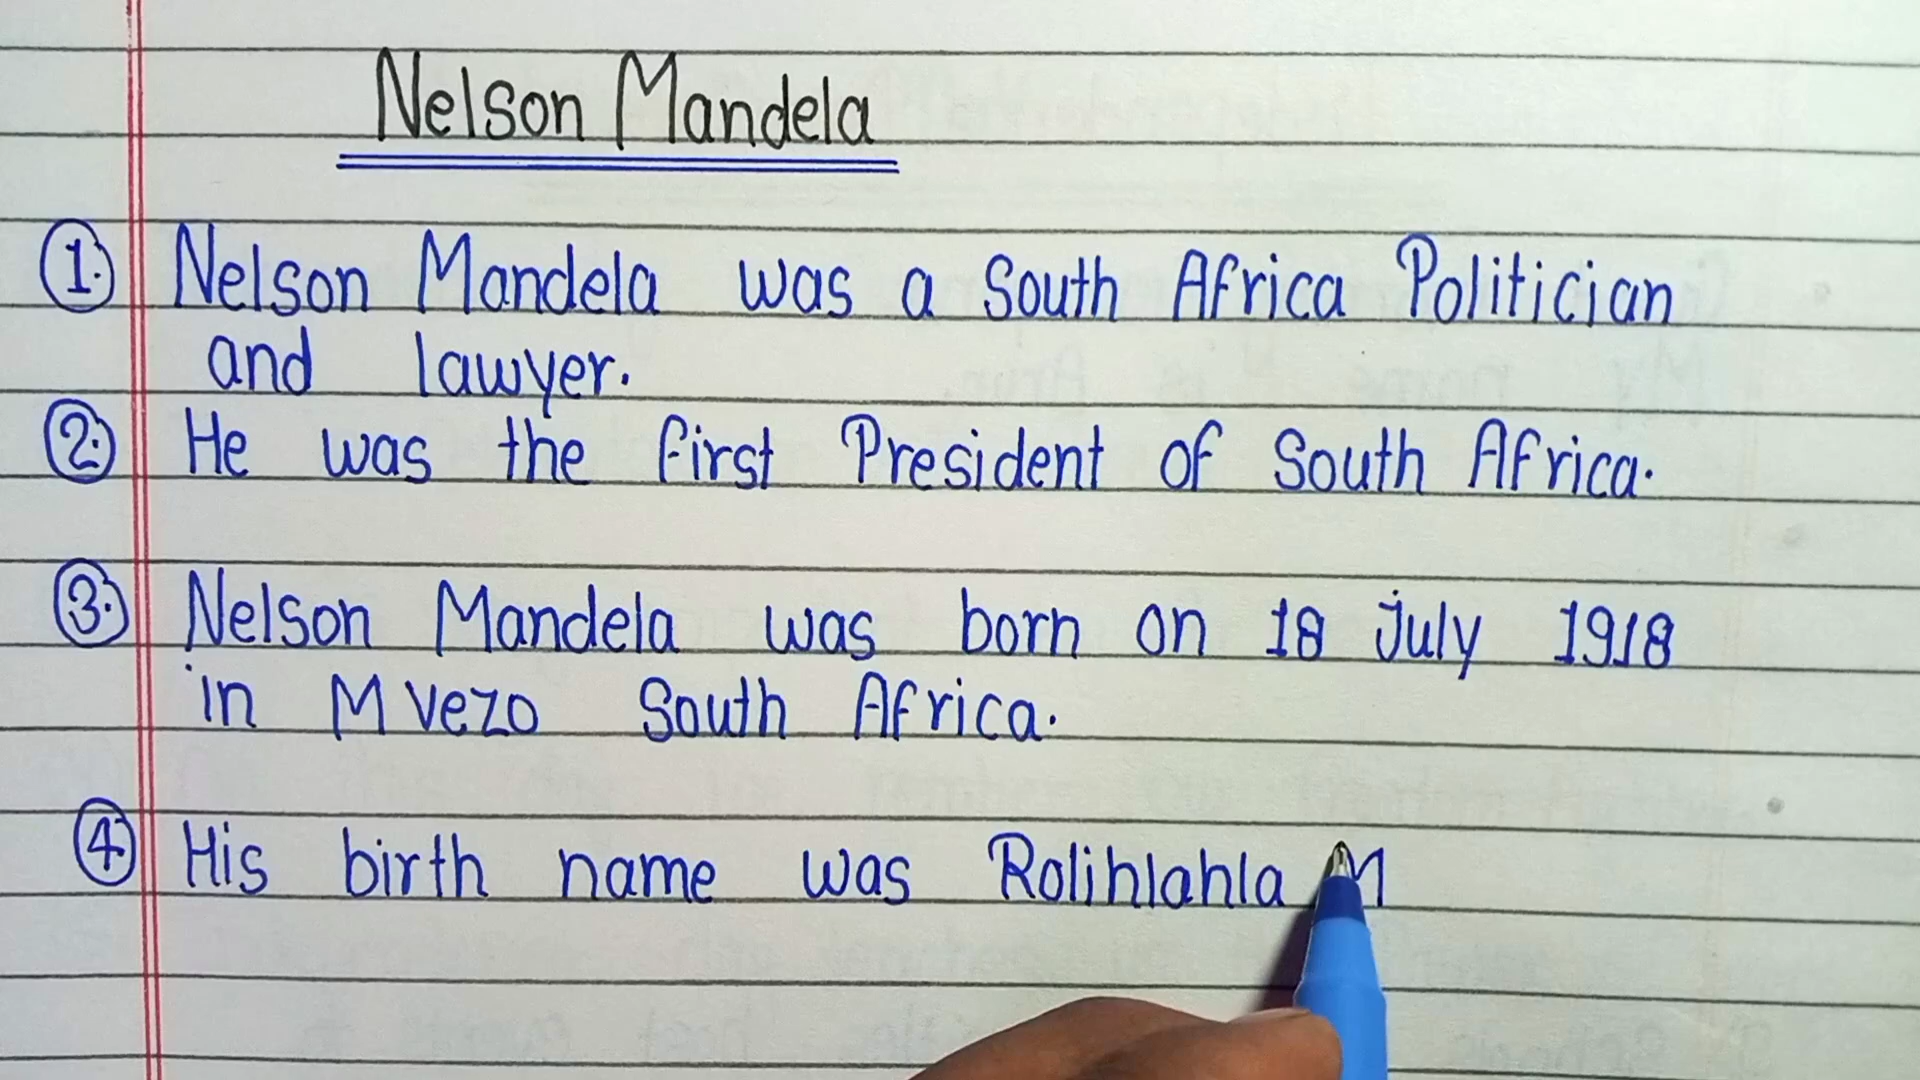 Nelson Mandela
1. Nelson Mandela was a South Africa Politician
and lawyer.
2. He was the first President of South Africa.
3. Nelson Mandela was born on 18 July 1918
in Mvezo South Africa.
4. His birth name was Rolihlahla M